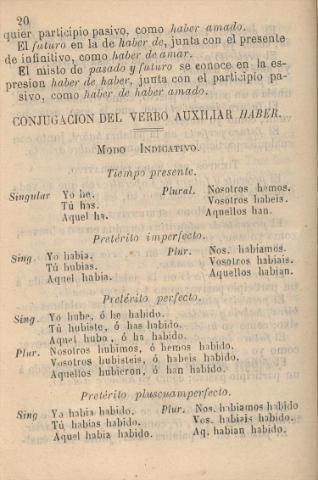 20
quier participio pasivo, como haber amado.
El futuro en la de haber de, junta con el presente
de infinitivo, como haber de amar.
El misto de pasado y futuro se conoce en la es-
presion haber de haber, junta con el participio pa-
sivo, como haber de haber amado.
CONJUGACION DEL VERBO AUXILIAR HABER.
MODO INDICATIVO.
Tiempo presente.
Singular Yo he. Plural. Nosotros hemos.
Tú has. Vosotros habeis.
Aquel ha. Aquellos han.
Pretérito imperfecto.
Sing. Yo habia. Plur. Nos. habiamos.
Tú hubias. Vosotros habiais.
Aquel habia. Aquellos habian.
Pretérito perfecto.
Sing. Yo hube, ó he habido.
Tú hubiste, ó has habido.
Aquel hubo, ó ha habido.
Plur. Nosotros hubimos, ó hemos habido.
Vosotros hubisteis, ó habeis habido.
Aquellos hubieron, ó han habido.
Pretérito pluscuamperfecto.
Sing Yo habia habido. Plur. Nos. habiamos habido
Tú habias habido. Vos. habiais habido.
Aquel habia habido. Aq. habian habido.